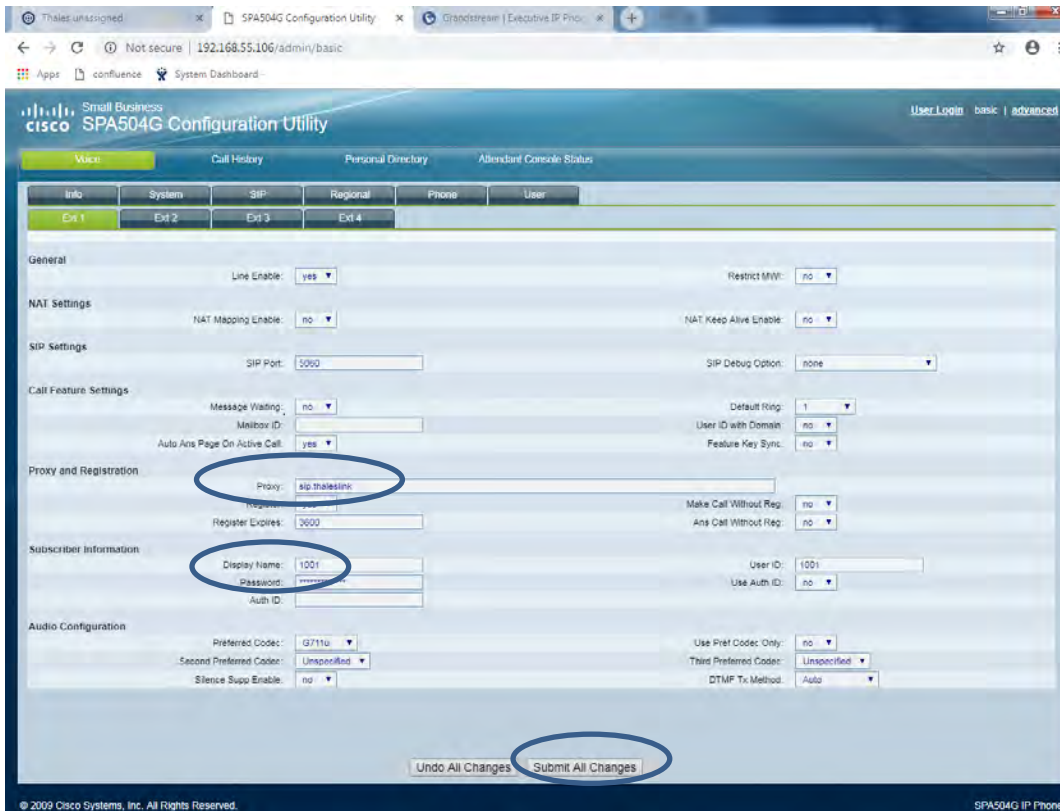 Thales unassigned SPA504G Configuration Utility Grandstream | Executive IP Phon
Not secure | 192.168.55.106/admin/basic
Apps confluence System Dashboard
Small Business
CISCO SPA504G Configuration Utility User Login basic | advanced
Voice Call History Personal Directory Attendant Console Status
Info System SIP Regional Phone User
Ext 1 Ext 2 Ext 3 Ext 4
General
Line Enable: yes Restrict MWI: no
NAT Settings
NAT Mapping Enable: no NAT Keep Alive Enable: no
SIP Settings
SIP Port: 5060 SIP Debug Option: none
Call Feature Settings
Message Waiting: no Default Ring: 1
Mailbox ID: User ID with Domain: no
Auto Ans Page On Active Call: yes Feature Key Sync: no
Proxy and Registration
Proxy: sip.thaleslink
Register: yes Make Call Without Reg: no
Register Expires: 3600 Ans Call Without Reg: no
Subscriber Information
Display Name: 1001 User ID: 1001
Password: ************* Use Auth ID: no
Auth ID:
Audio Configuration
Preferred Codec: G711u Use Pref Codec Only: no
Second Preferred Codec: Unspecified Third Preferred Codec: Unspecified
Silence Supp Enable: no DTMF Tx Method: Auto
Undo All Changes Submit All Changes
© 2009 Cisco Systems, Inc. All Rights Reserved. SPA504G IP Phone